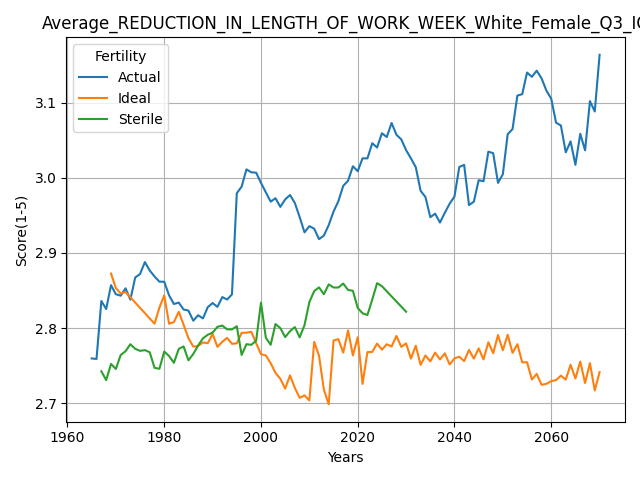 Average_REDUCTION_IN_LENGTH_OF_WORK_WEEK_White_Female_Q3_IQ
Fertility
Actual
Ideal
Sterile
Score(1-5)
3.1
3.0
2.9
2.8
2.7
1960
1980
2000
2020
2040
2060
Years